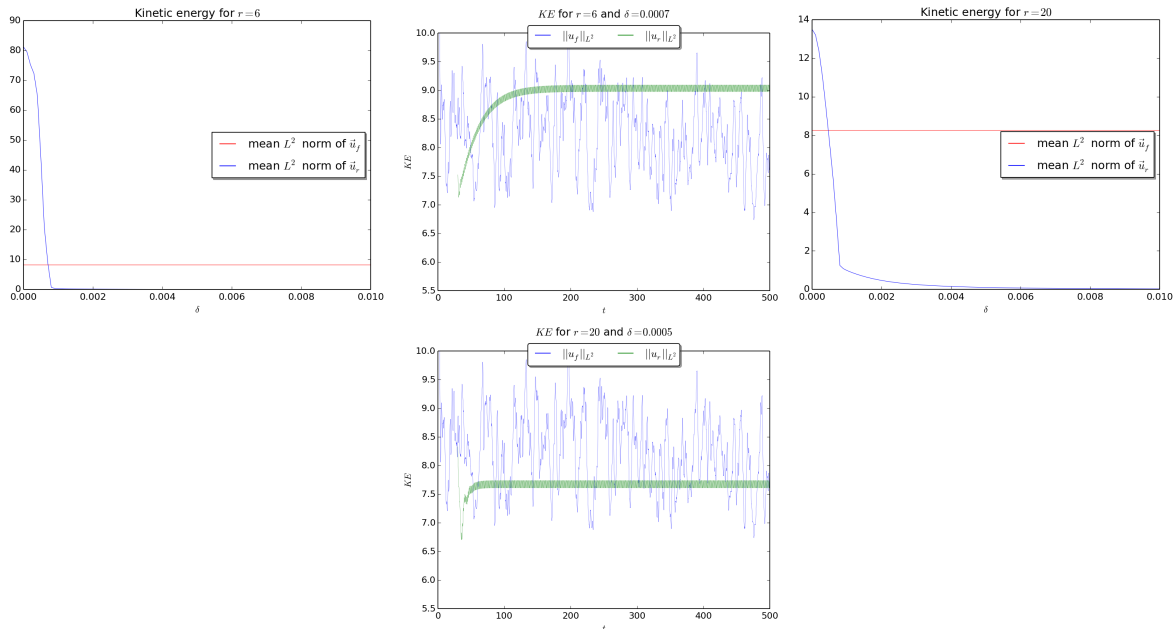 Kinetic energy for r=6
90
80
70
60
50
40
30
20
10
0
0.000 0.002 0.004 0.006 0.008 0.010
δ
mean L² norm of u⃗_f
mean L² norm of u⃗_r
KE for r=6 and δ=0.0007
||u_f||_{L²} ||u_r||_{L²}
KE
10.0
9.5
9.0
8.5
8.0
7.5
7.0
6.5
6.0
5.5
0 100 200 300 400 500
t
Kinetic energy for r=20
14
12
10
8
6
4
2
0
0.000 0.002 0.004 0.006 0.008 0.010
δ
mean L² norm of u⃗_f
mean L² norm of u⃗_r
KE for r=20 and δ=0.0005
||u_f||_{L²} ||u_r||_{L²}
KE
10.0
9.5
9.0
8.5
8.0
7.5
7.0
6.5
6.0
5.5
0 100 200 300 400 500
t